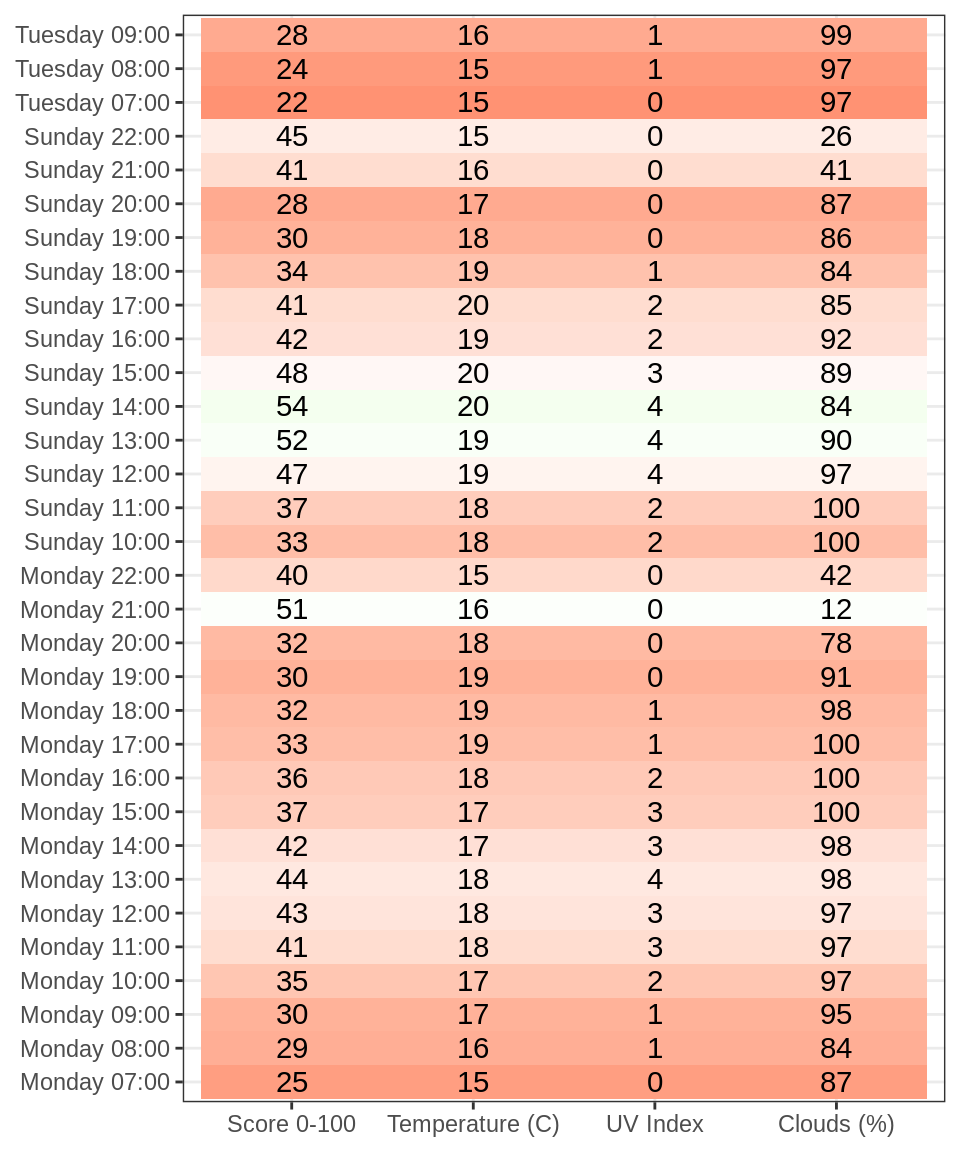 Tuesday 09:00 28 16 1 99
Tuesday 08:00 24 15 1 97
Tuesday 07:00 22 15 0 97
Sunday 22:00 45 15 0 26
Sunday 21:00 41 16 0 41
Sunday 20:00 28 17 0 87
Sunday 19:00 30 18 0 86
Sunday 18:00 34 19 1 84
Sunday 17:00 41 20 2 85
Sunday 16:00 42 19 2 92
Sunday 15:00 48 20 3 89
Sunday 14:00 54 20 4 84
Sunday 13:00 52 19 4 90
Sunday 12:00 47 19 4 97
Sunday 11:00 37 18 2 100
Sunday 10:00 33 18 2 100
Monday 22:00 40 15 0 42
Monday 21:00 51 16 0 12
Monday 20:00 32 18 0 78
Monday 19:00 30 19 0 91
Monday 18:00 32 19 1 98
Monday 17:00 33 19 1 100
Monday 16:00 36 18 2 100
Monday 15:00 37 17 3 100
Monday 14:00 42 17 3 98
Monday 13:00 44 18 4 98
Monday 12:00 43 18 3 97
Monday 11:00 41 18 3 97
Monday 10:00 35 17 2 97
Monday 09:00 30 17 1 95
Monday 08:00 29 16 1 84
Monday 07:00 25 15 0 87
Score 0-100 Temperature (C) UV Index Clouds (%)